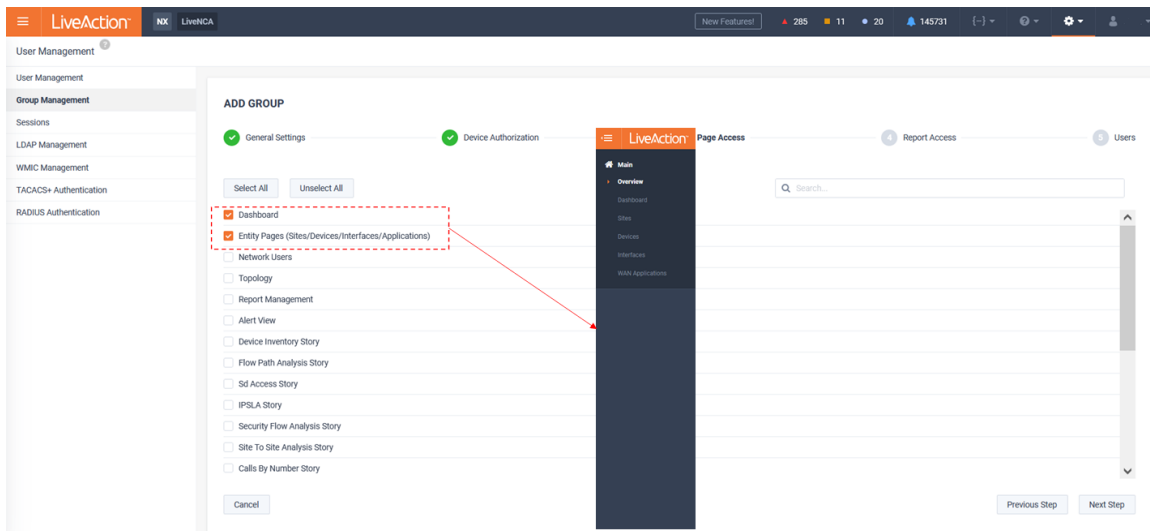 LiveAction
NX LiveNCA
New Features!
285
11
20
145731
{--}
User Management
User Management
Group Management
Sessions
LDAP Management
WMIC Management
TACACS+ Authentication
RADIUS Authentication
ADD GROUP
General Settings
Device Authorization
Page Access
4 Report Access
5 Users
Select All
Unselect All
Search...
Dashboard
Entity Pages (Sites/Devices/Interfaces/Applications)
Network Users
Topology
Report Management
Alert View
Device Inventory Story
Flow Path Analysis Story
Sd Access Story
IPSLA Story
Security Flow Analysis Story
Site To Site Analysis Story
Calls By Number Story
LiveAction
Main
Overview
Dashboard
Sites
Devices
Interfaces
WAN Applications
Cancel
Previous Step
Next Step